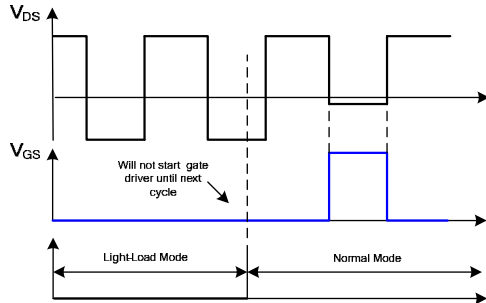 VDS
VGS
Will not start gate
driver until next
cycle
Light-Load Mode
Normal Mode